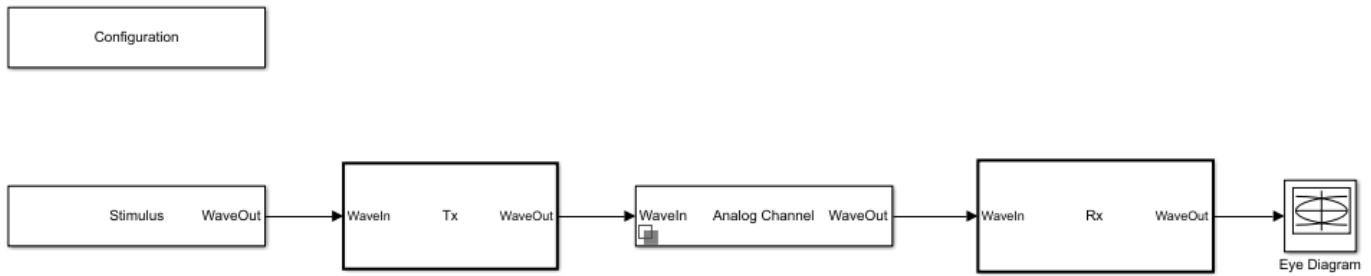 Configuration
Stimulus WaveOut WaveIn Tx WaveOut WaveIn Analog Channel WaveOut WaveIn Rx WaveOut
Eye Diagram